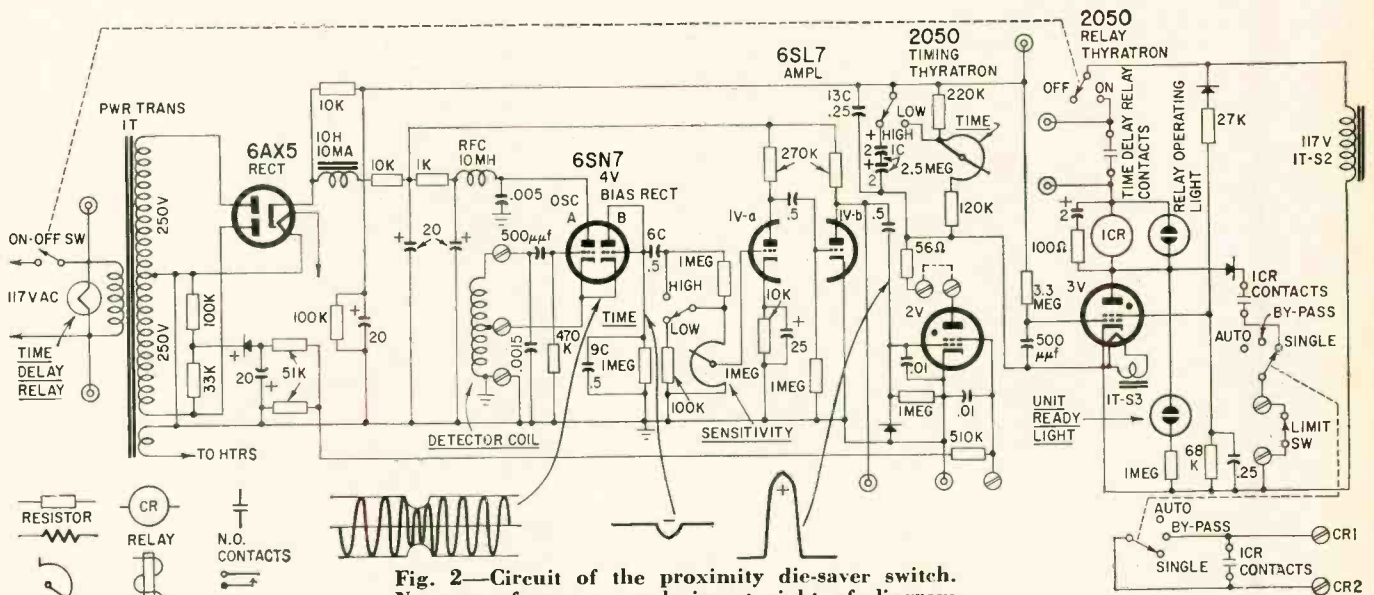 2050
RELAY
THYRATRON
2050
TIMING
THYRATRON
6SL7
AMPL
PWR TRANS
1T
10K
10H
10MA
6AX5
RECT
10K
1K
RFC
10MH
.005
6SN7
4V
BIAS RECT
OSC
A
B
270K
13C
.25
LOW
HIGH
+
2
1C
+
2
220K
TIME
2.5 MEG
120K
OFF
ON
TIME DELAY RELAY
CONTACTS
RELAY OPERATING
LIGHT
27K
117V
1T-S2
250V
250V
ON-OFF SW
117VAC
TIME
DELAY
RELAY
100K
33K
+
20
+
51K
100K
+
20
+
20
+
500μμf
6C
.5
1MEG
HIGH
LOW
TIME
470
K
9C
.5
1MEG
.0015
100K
1MEG
SENSITIVITY
DETECTOR COIL
1V-a
.5
1V-b
.5
10K
+
25
1MEG
56Ω
2V
.01
1MEG
.01
510K
3.3
MEG
500
μμf
+
2
100Ω
1CR
3V
1T-S3
UNIT
READY
LIGHT
1MEG
68
K
.25
1CR
CONTACTS
BY-PASS
AUTO
SINGLE
LIMIT
SW
TO HTRS
RESISTOR
CR
RELAY
N.O.
CONTACTS
–
+
AUTO
BY-PASS
SINGLE
1CR
CONTACTS
CR1
CR2
Fig. 2—Circuit of the proximity die-saver switch.